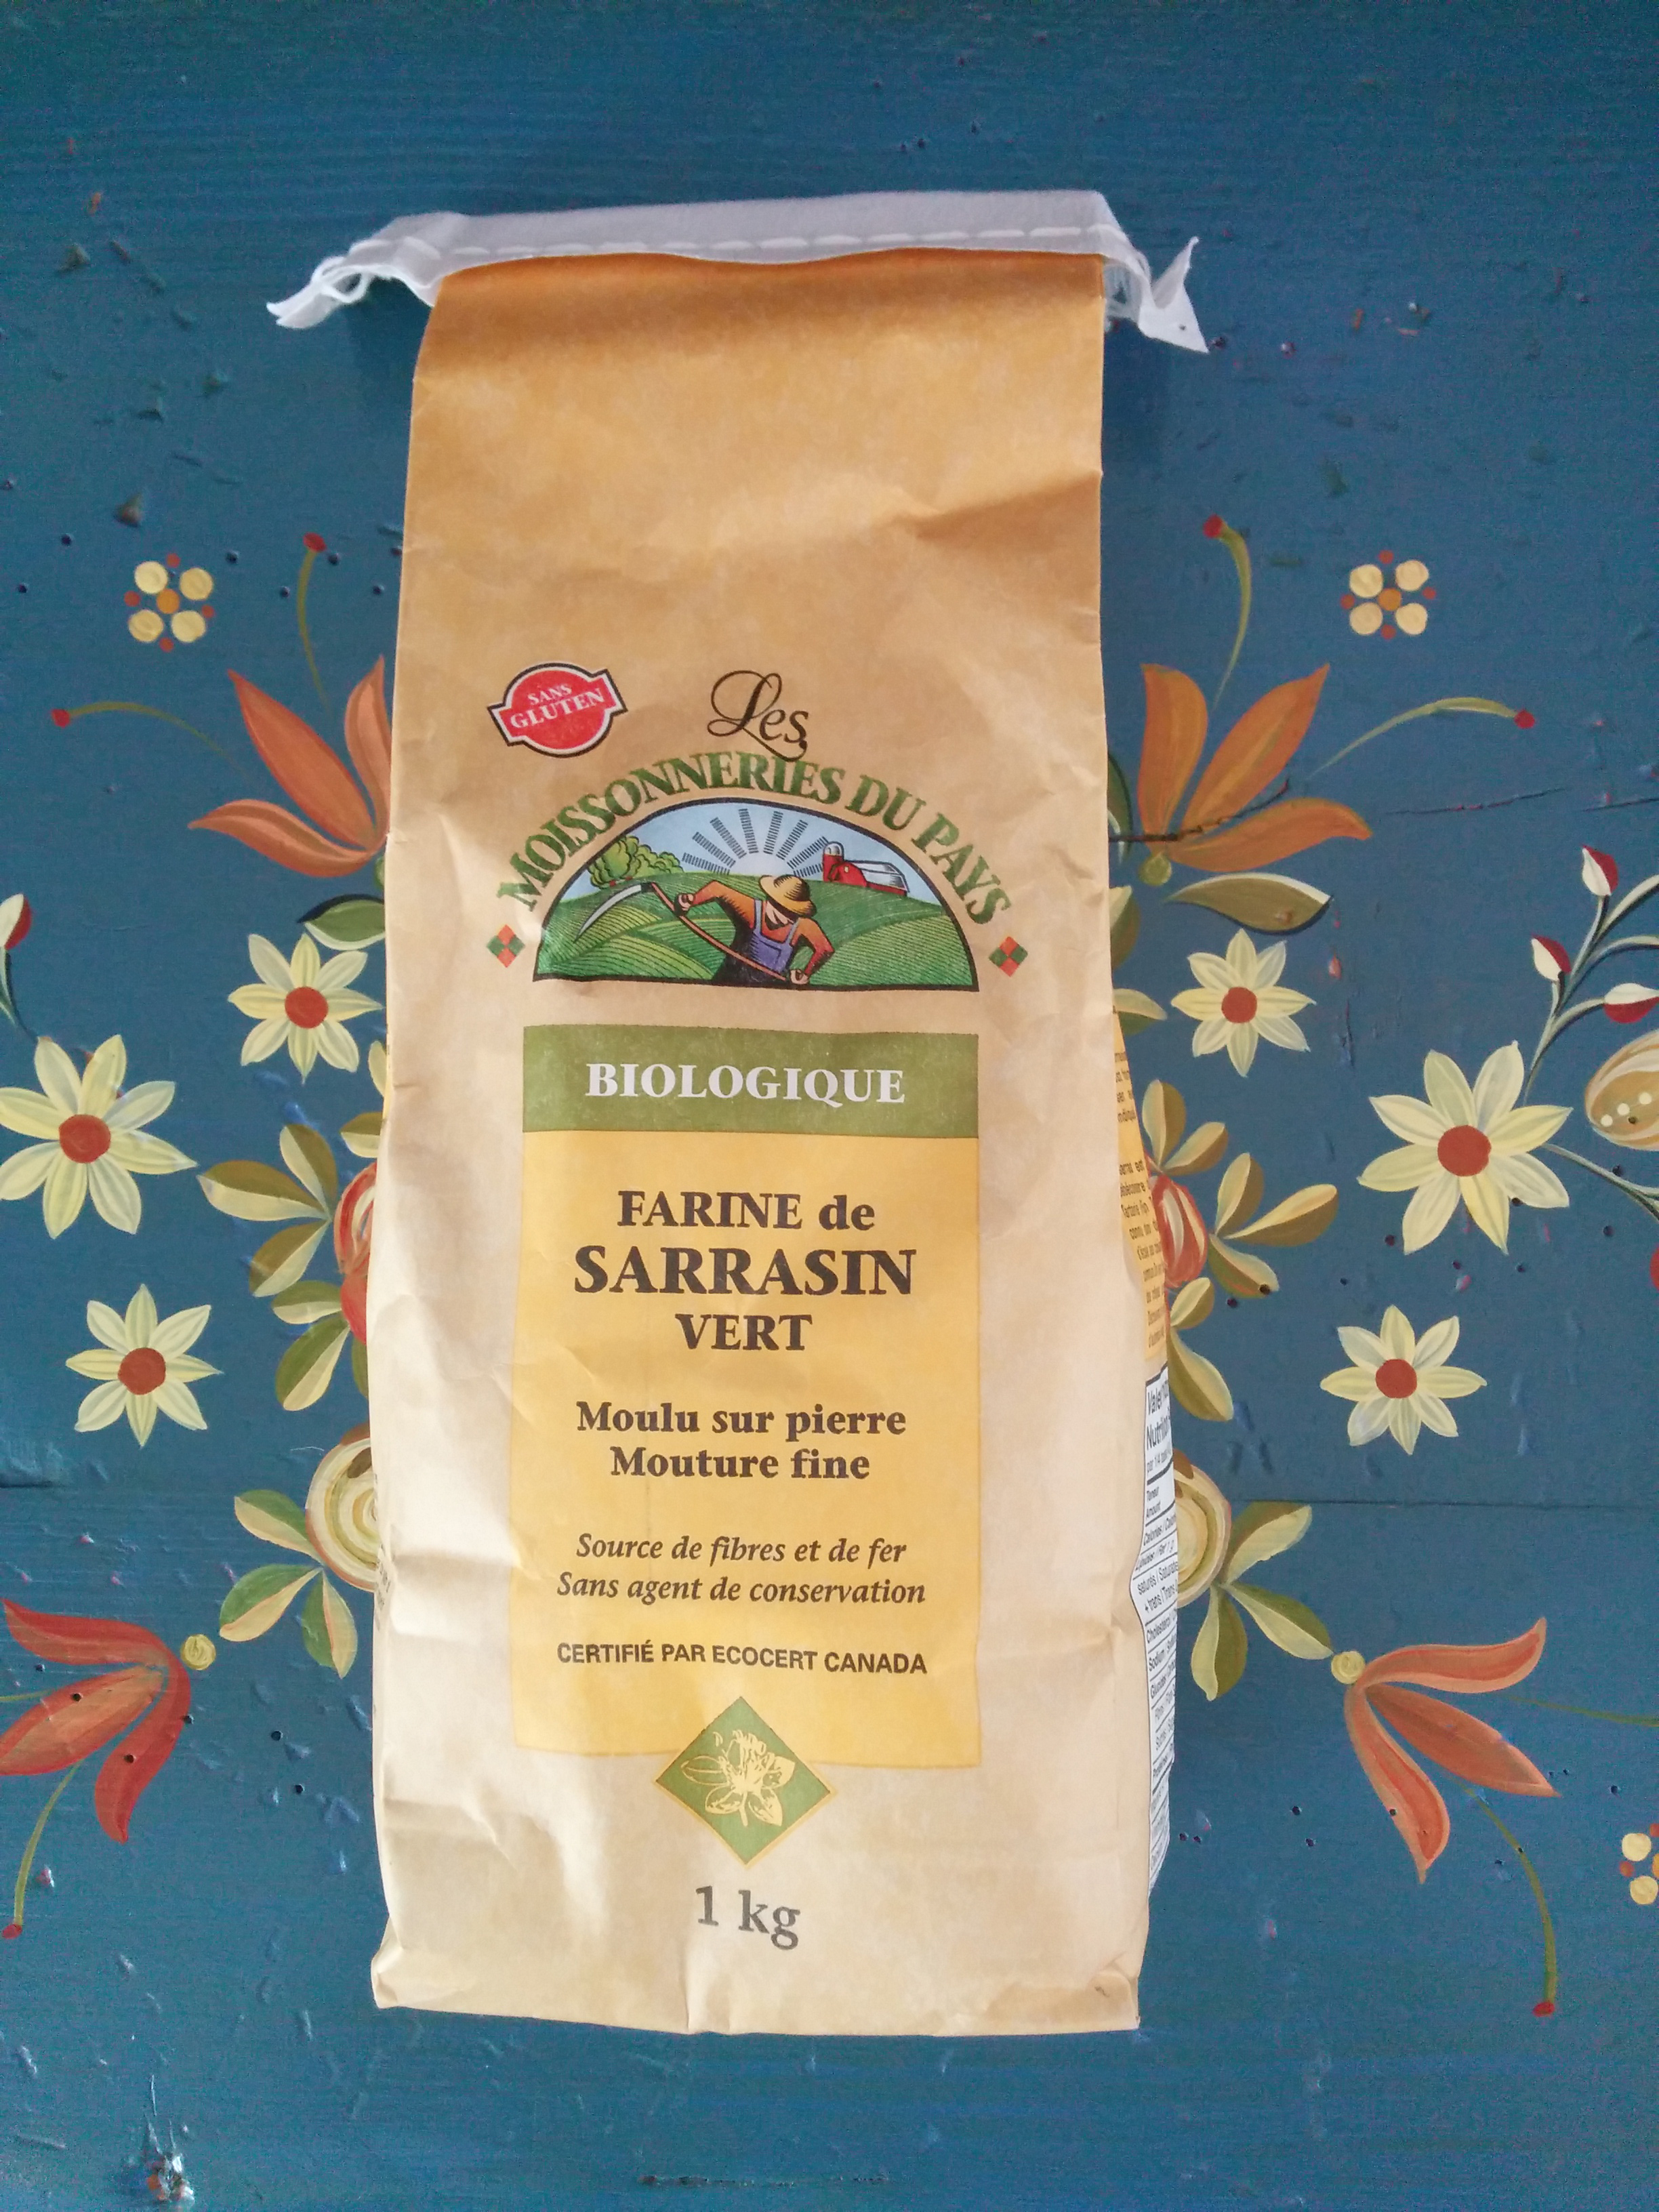 SANS
GLUTEN
Les
MOISSONNERIES DU PAYS
BIOLOGIQUE
FARINE de
SARRASIN
VERT
Moulu sur pierre
Mouture fine
Source de fibres et de fer
Sans agent de conservation
CERTIFIÉ PAR ECOCERT CANADA
1 kg